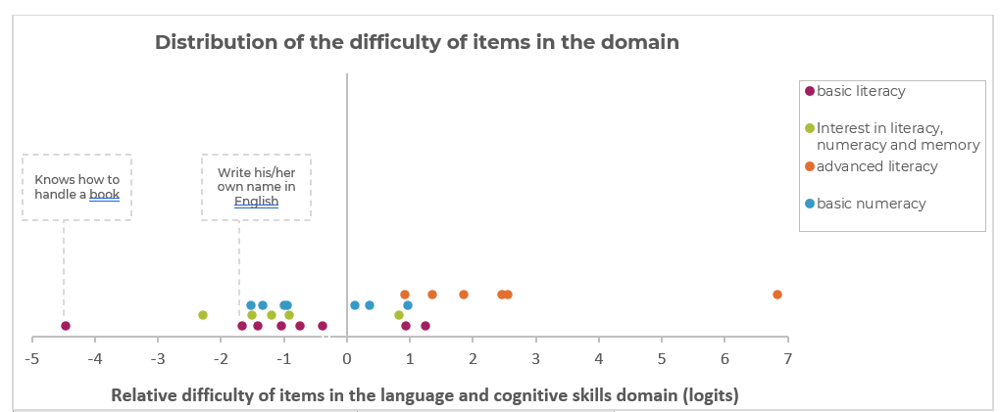 Distribution of the difficulty of items in the domain
basic literacy
Interest in literacy,
numeracy and memory
advanced literacy
basic numeracy
Knows how to
handle a book
Write his/her
own name in
English
-5 -4 -3 -2 -1 0 1 2 3 4 5 6 7
Relative difficulty of items in the language and cognitive skills domain (logits)